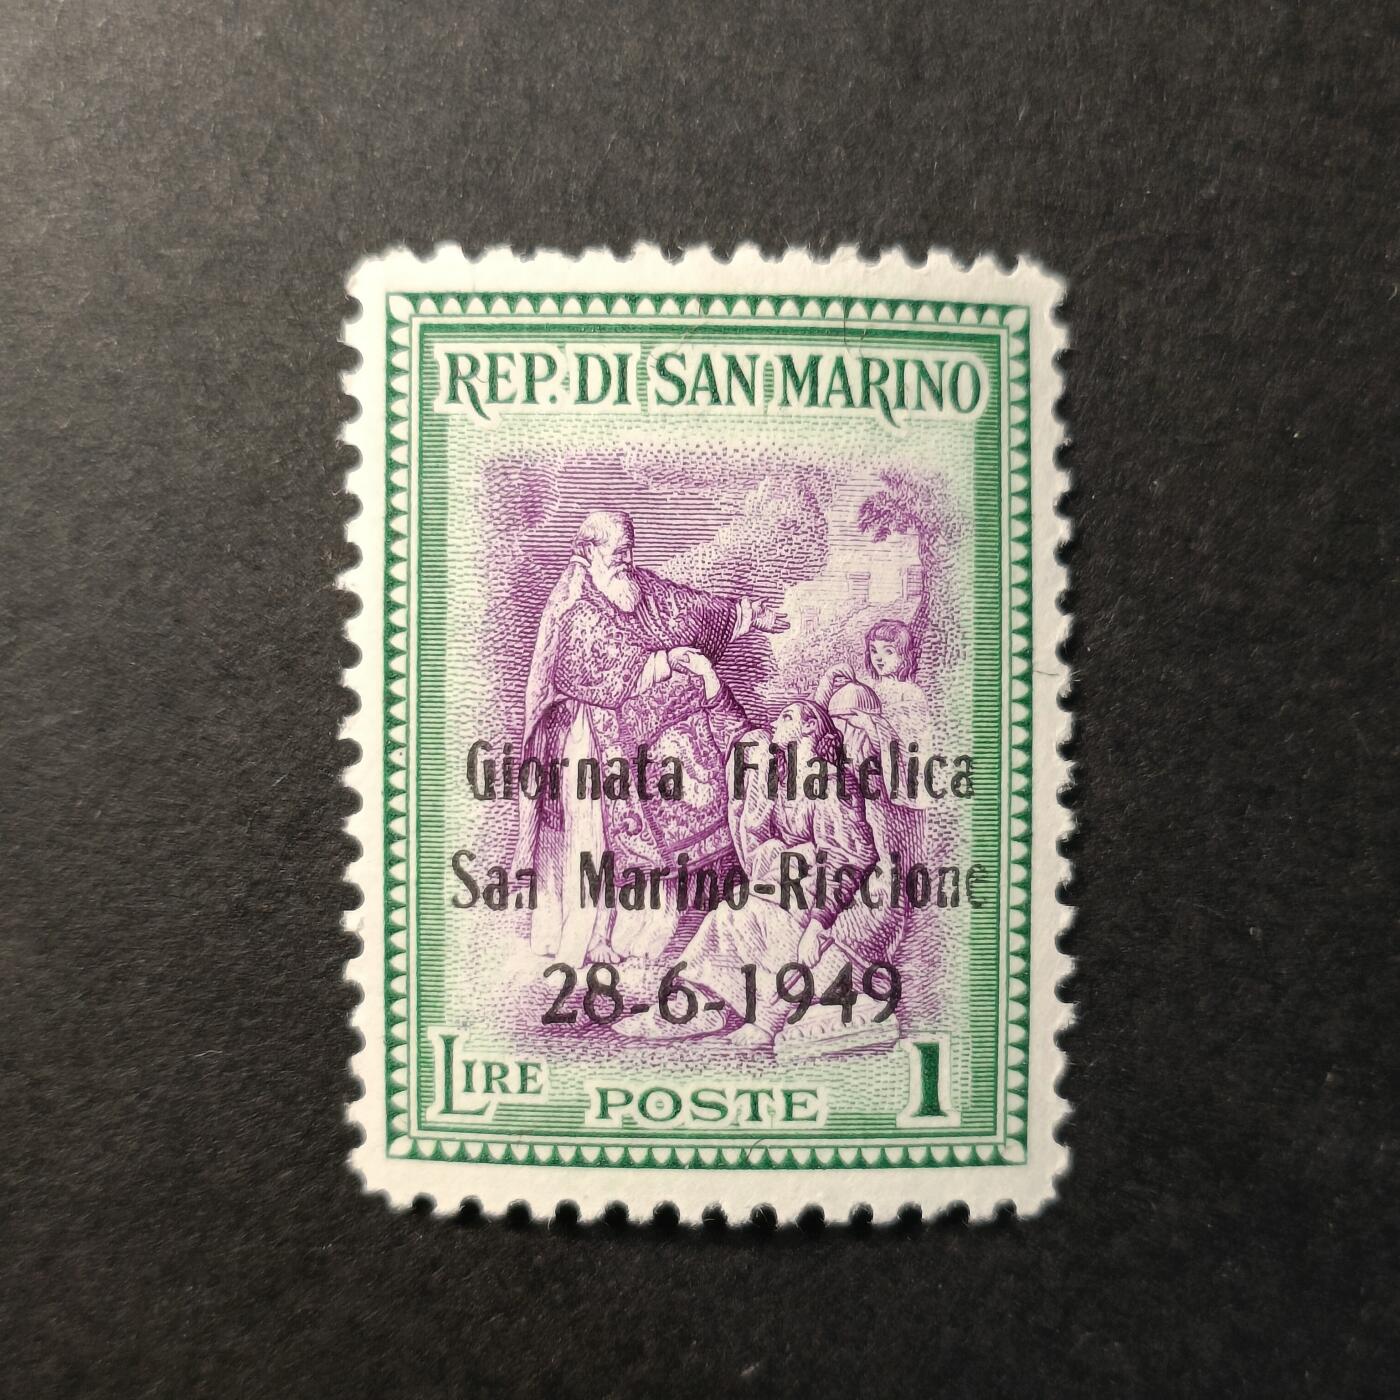 REP. DI SAN MARINO
Giornata Filatelica
San Marino-Riccione
28-6-1949
LIRE POSTE 1